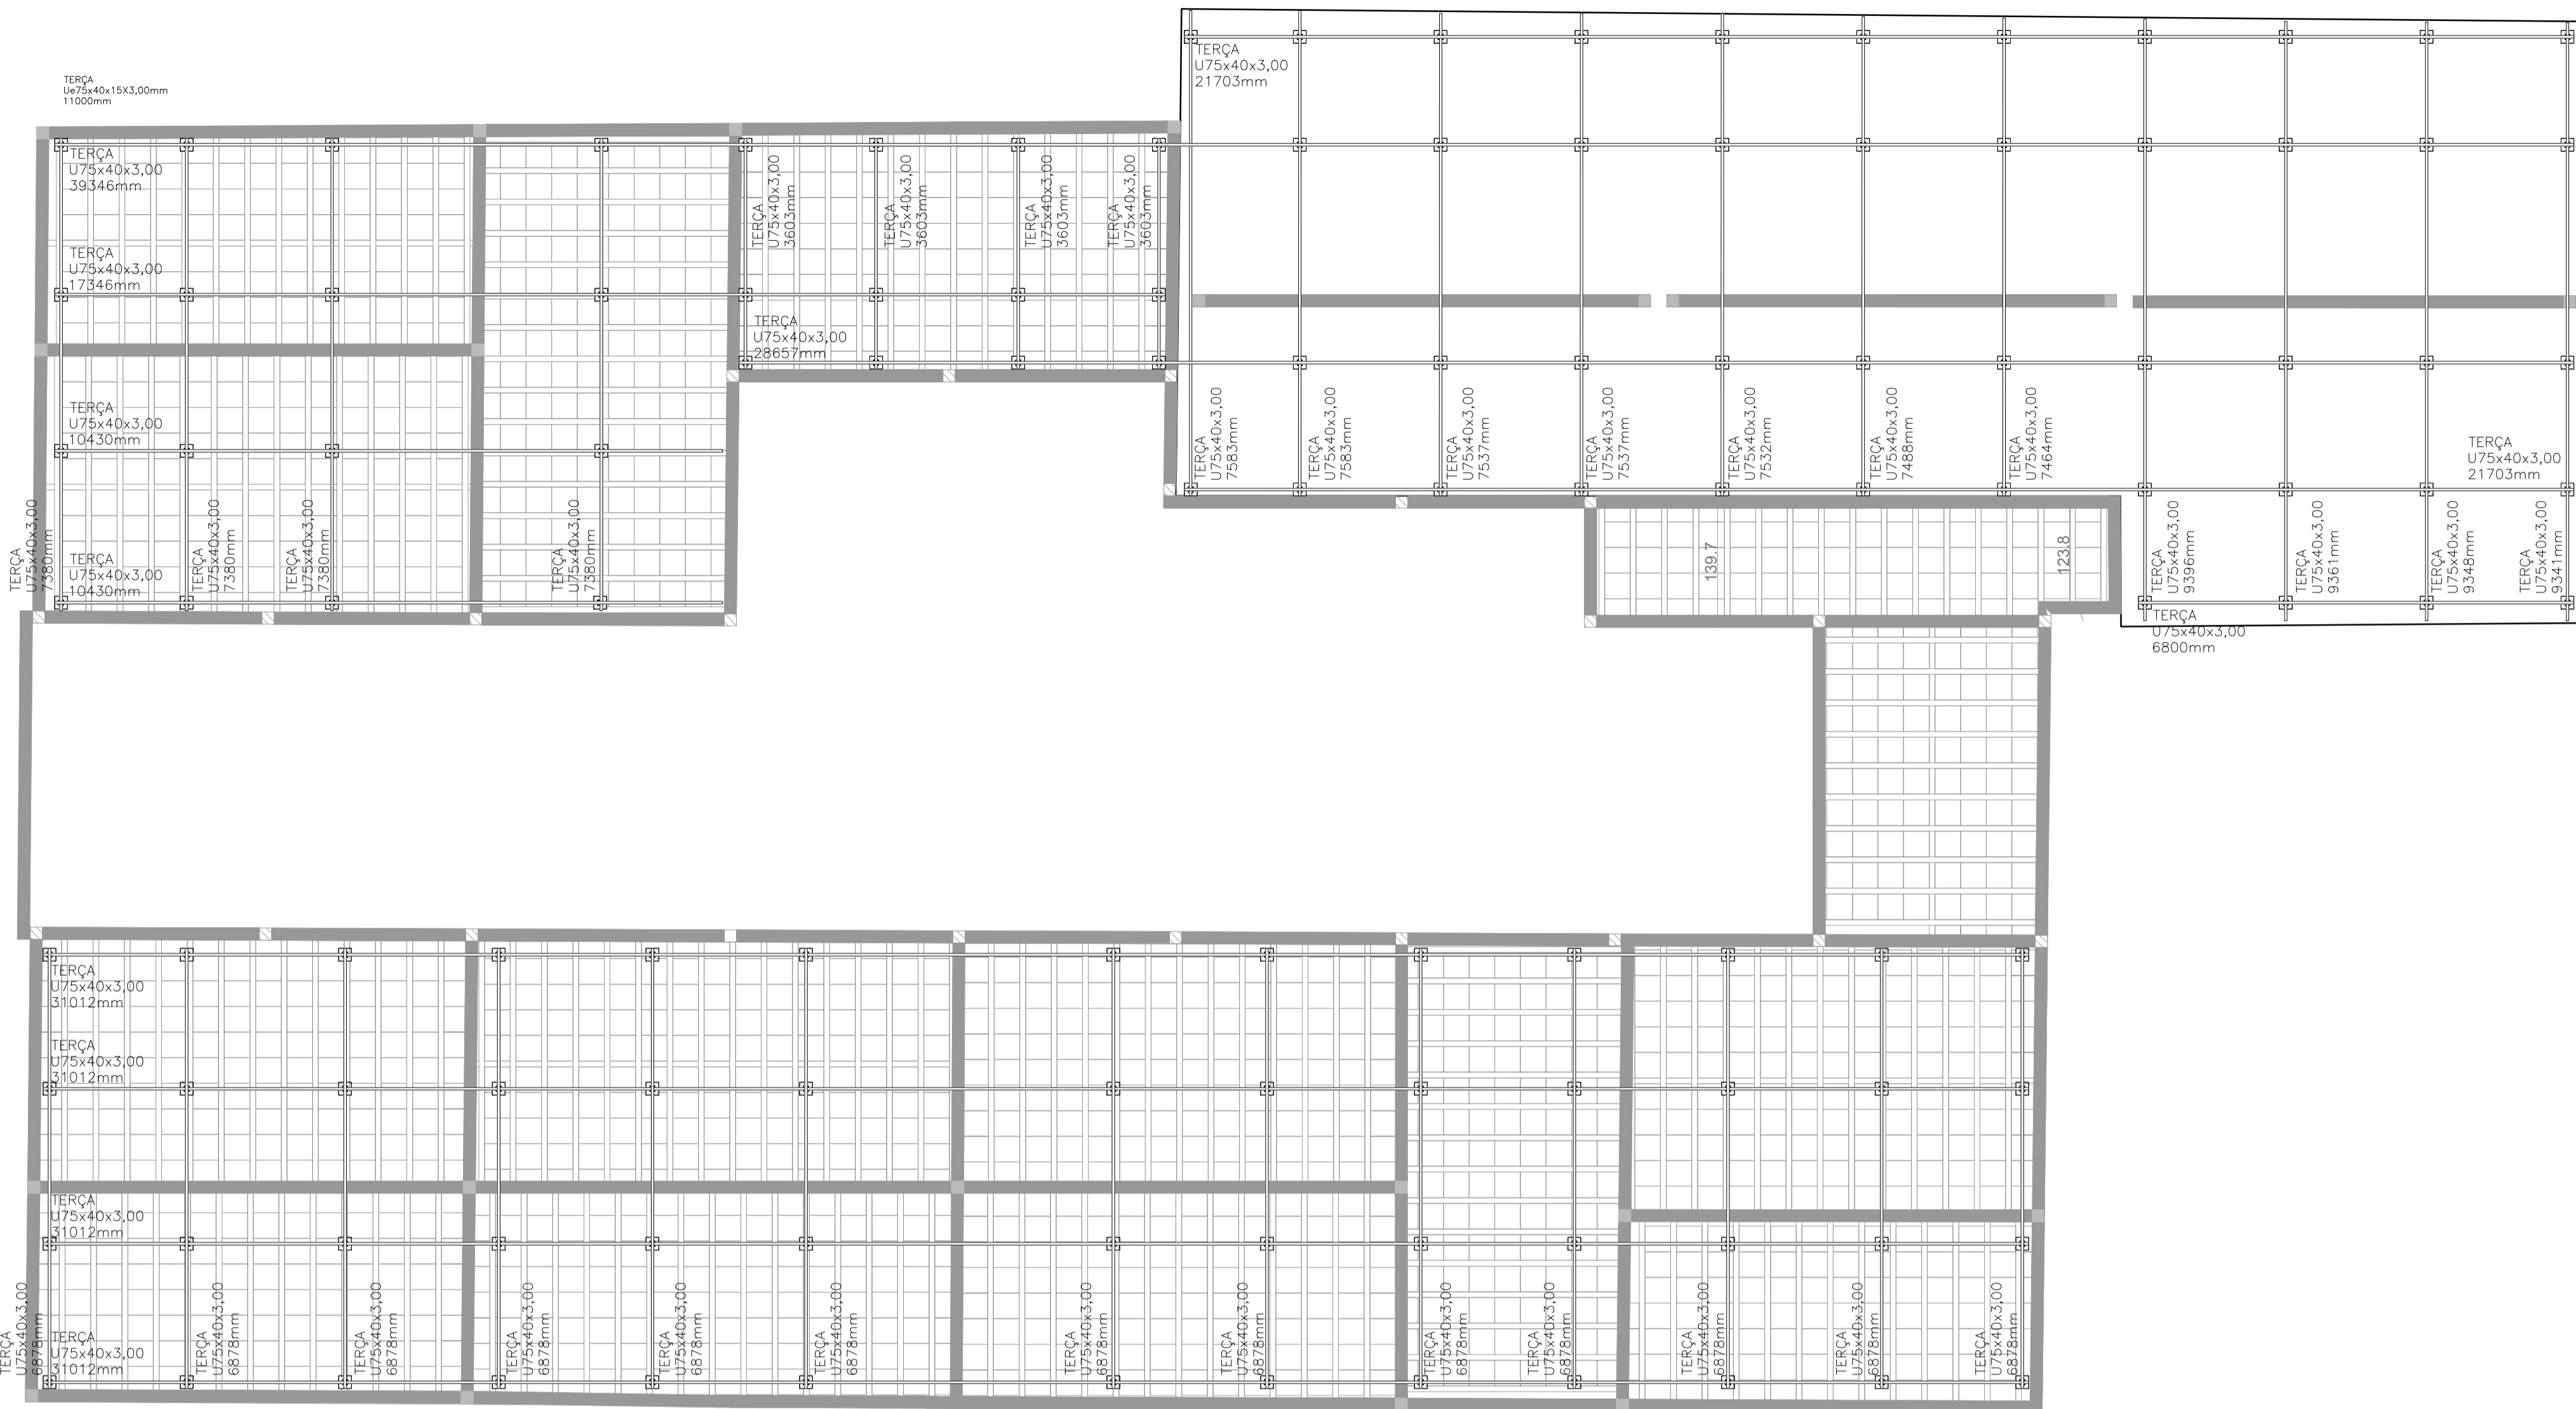 TERÇA
Ue75x40x15X3,00mm
11000mm
TERÇA
U75x40x3,00
21703mm
TERÇA
U75x40x3,00
39346mm
TERÇA
U75x40x3,00
3603mm
TERÇA
U75x40x3,00
3603mm
TERÇA
U75x40x3,00
3603mm
TERÇA
U75x40x3,00
3603mm
TERÇA
U75x40x3,00
17346mm
TERÇA
U75x40x3,00
28657mm
TERÇA
U75x40x3,00
10430mm
TERÇA
U75x40x3,00
7583mm
TERÇA
U75x40x3,00
7583mm
TERÇA
U75x40x3,00
7537mm
TERÇA
U75x40x3,00
7537mm
TERÇA
U75x40x3,00
7532mm
TERÇA
U75x40x3,00
7488mm
TERÇA
U75x40x3,00
7464mm
TERÇA
U75x40x3,00
21703mm
TERÇA
U75x40x3,00
7380mm
TERÇA
U75x40x3,00
10430mm
TERÇA
U75x40x3,00
7380mm
TERÇA
U75x40x3,00
7380mm
TERÇA
U75x40x3,00
7380mm
139.7
123.8
TERÇA
U75x40x3,00
9396mm
TERÇA
U75x40x3,00
9361mm
TERÇA
U75x40x3,00
9348mm
TERÇA
U75x40x3,00
9341mm
TERÇA
U75x40x3,00
6800mm
TERÇA
U75x40x3,00
31012mm
TERÇA
U75x40x3,00
31012mm
TERÇA
U75x40x3,00
31012mm
TERÇA
U75x40x3,00
6878mm
TERÇA
U75x40x3,00
31012mm
TERÇA
U75x40x3,00
6878mm
TERÇA
U75x40x3,00
6878mm
TERÇA
U75x40x3,00
6878mm
TERÇA
U75x40x3,00
6878mm
TERÇA
U75x40x3,00
6878mm
TERÇA
U75x40x3,00
6878mm
TERÇA
U75x40x3,00
6878mm
TERÇA
U75x40x3,00
6878mm
TERÇA
U75x40x3,00
6878mm
TERÇA
U75x40x3,00
6878mm
TERÇA
U75x40x3,00
6878mm
TERÇA
U75x40x3,00
6878mm